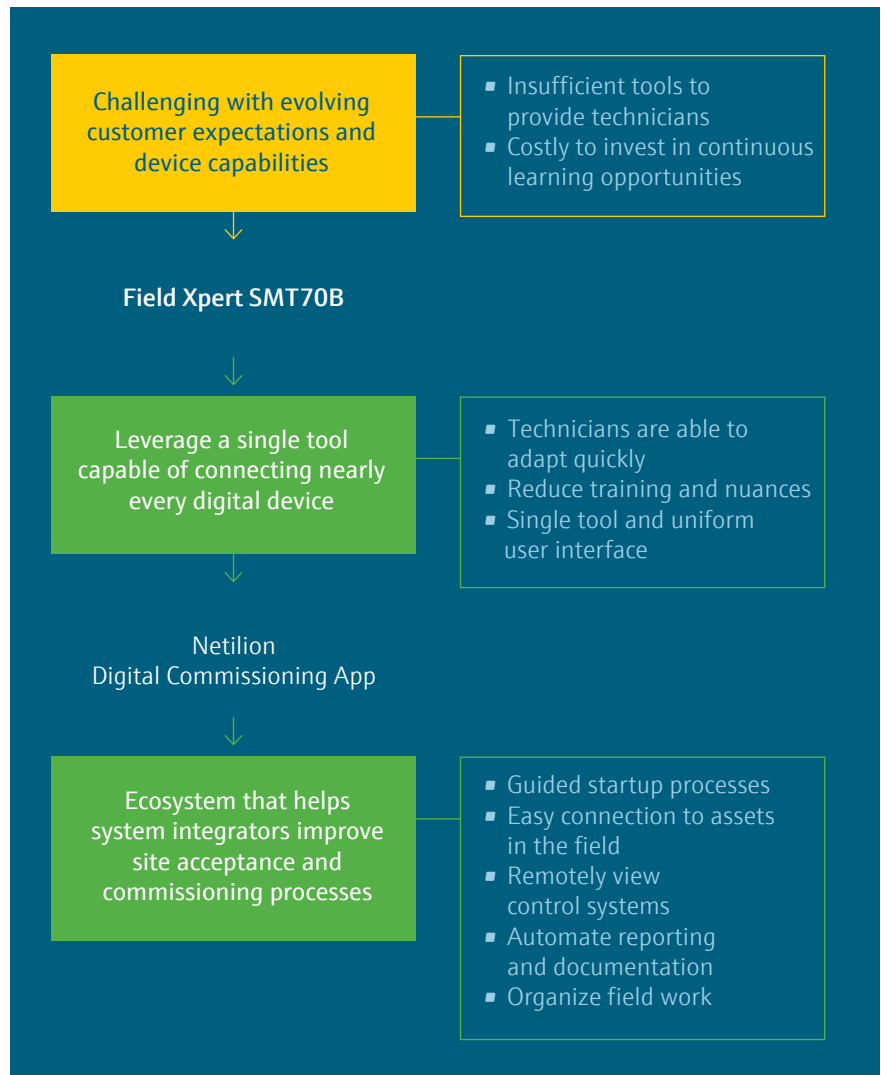 Challenging with evolving
customer expectations and
device capabilities
▪ Insufficient tools to
provide technicians
▪ Costly to invest in continuous
learning opportunities
Field Xpert SMT70B
Leverage a single tool
capable of connecting nearly
every digital device
▪ Technicians are able to
adapt quickly
▪ Reduce training and nuances
▪ Single tool and uniform
user interface
Netilion
Digital Commissioning App
Ecosystem that helps
system integrators improve
site acceptance and
commissioning processes
▪ Guided startup processes
▪ Easy connection to assets
in the field
▪ Remotely view
control systems
▪ Automate reporting
and documentation
▪ Organize field work